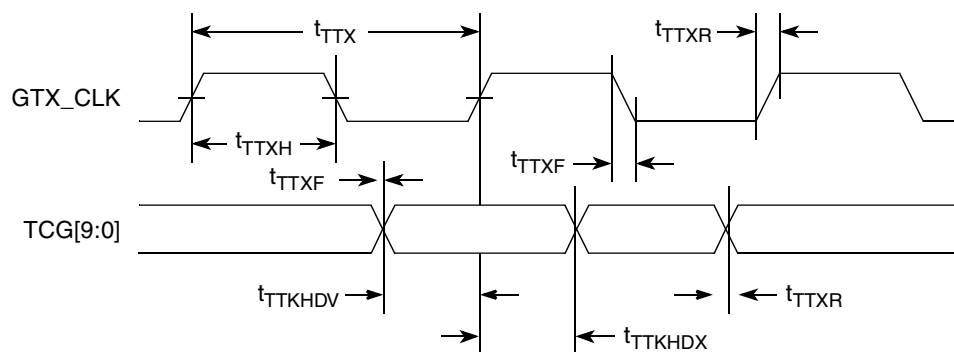 tTTX
tTTXR
GTX_CLK
tTTXH
tTTXF
tTTXF
TCG[9:0]
tTTKHDV
tTTXR
tTTKHDX